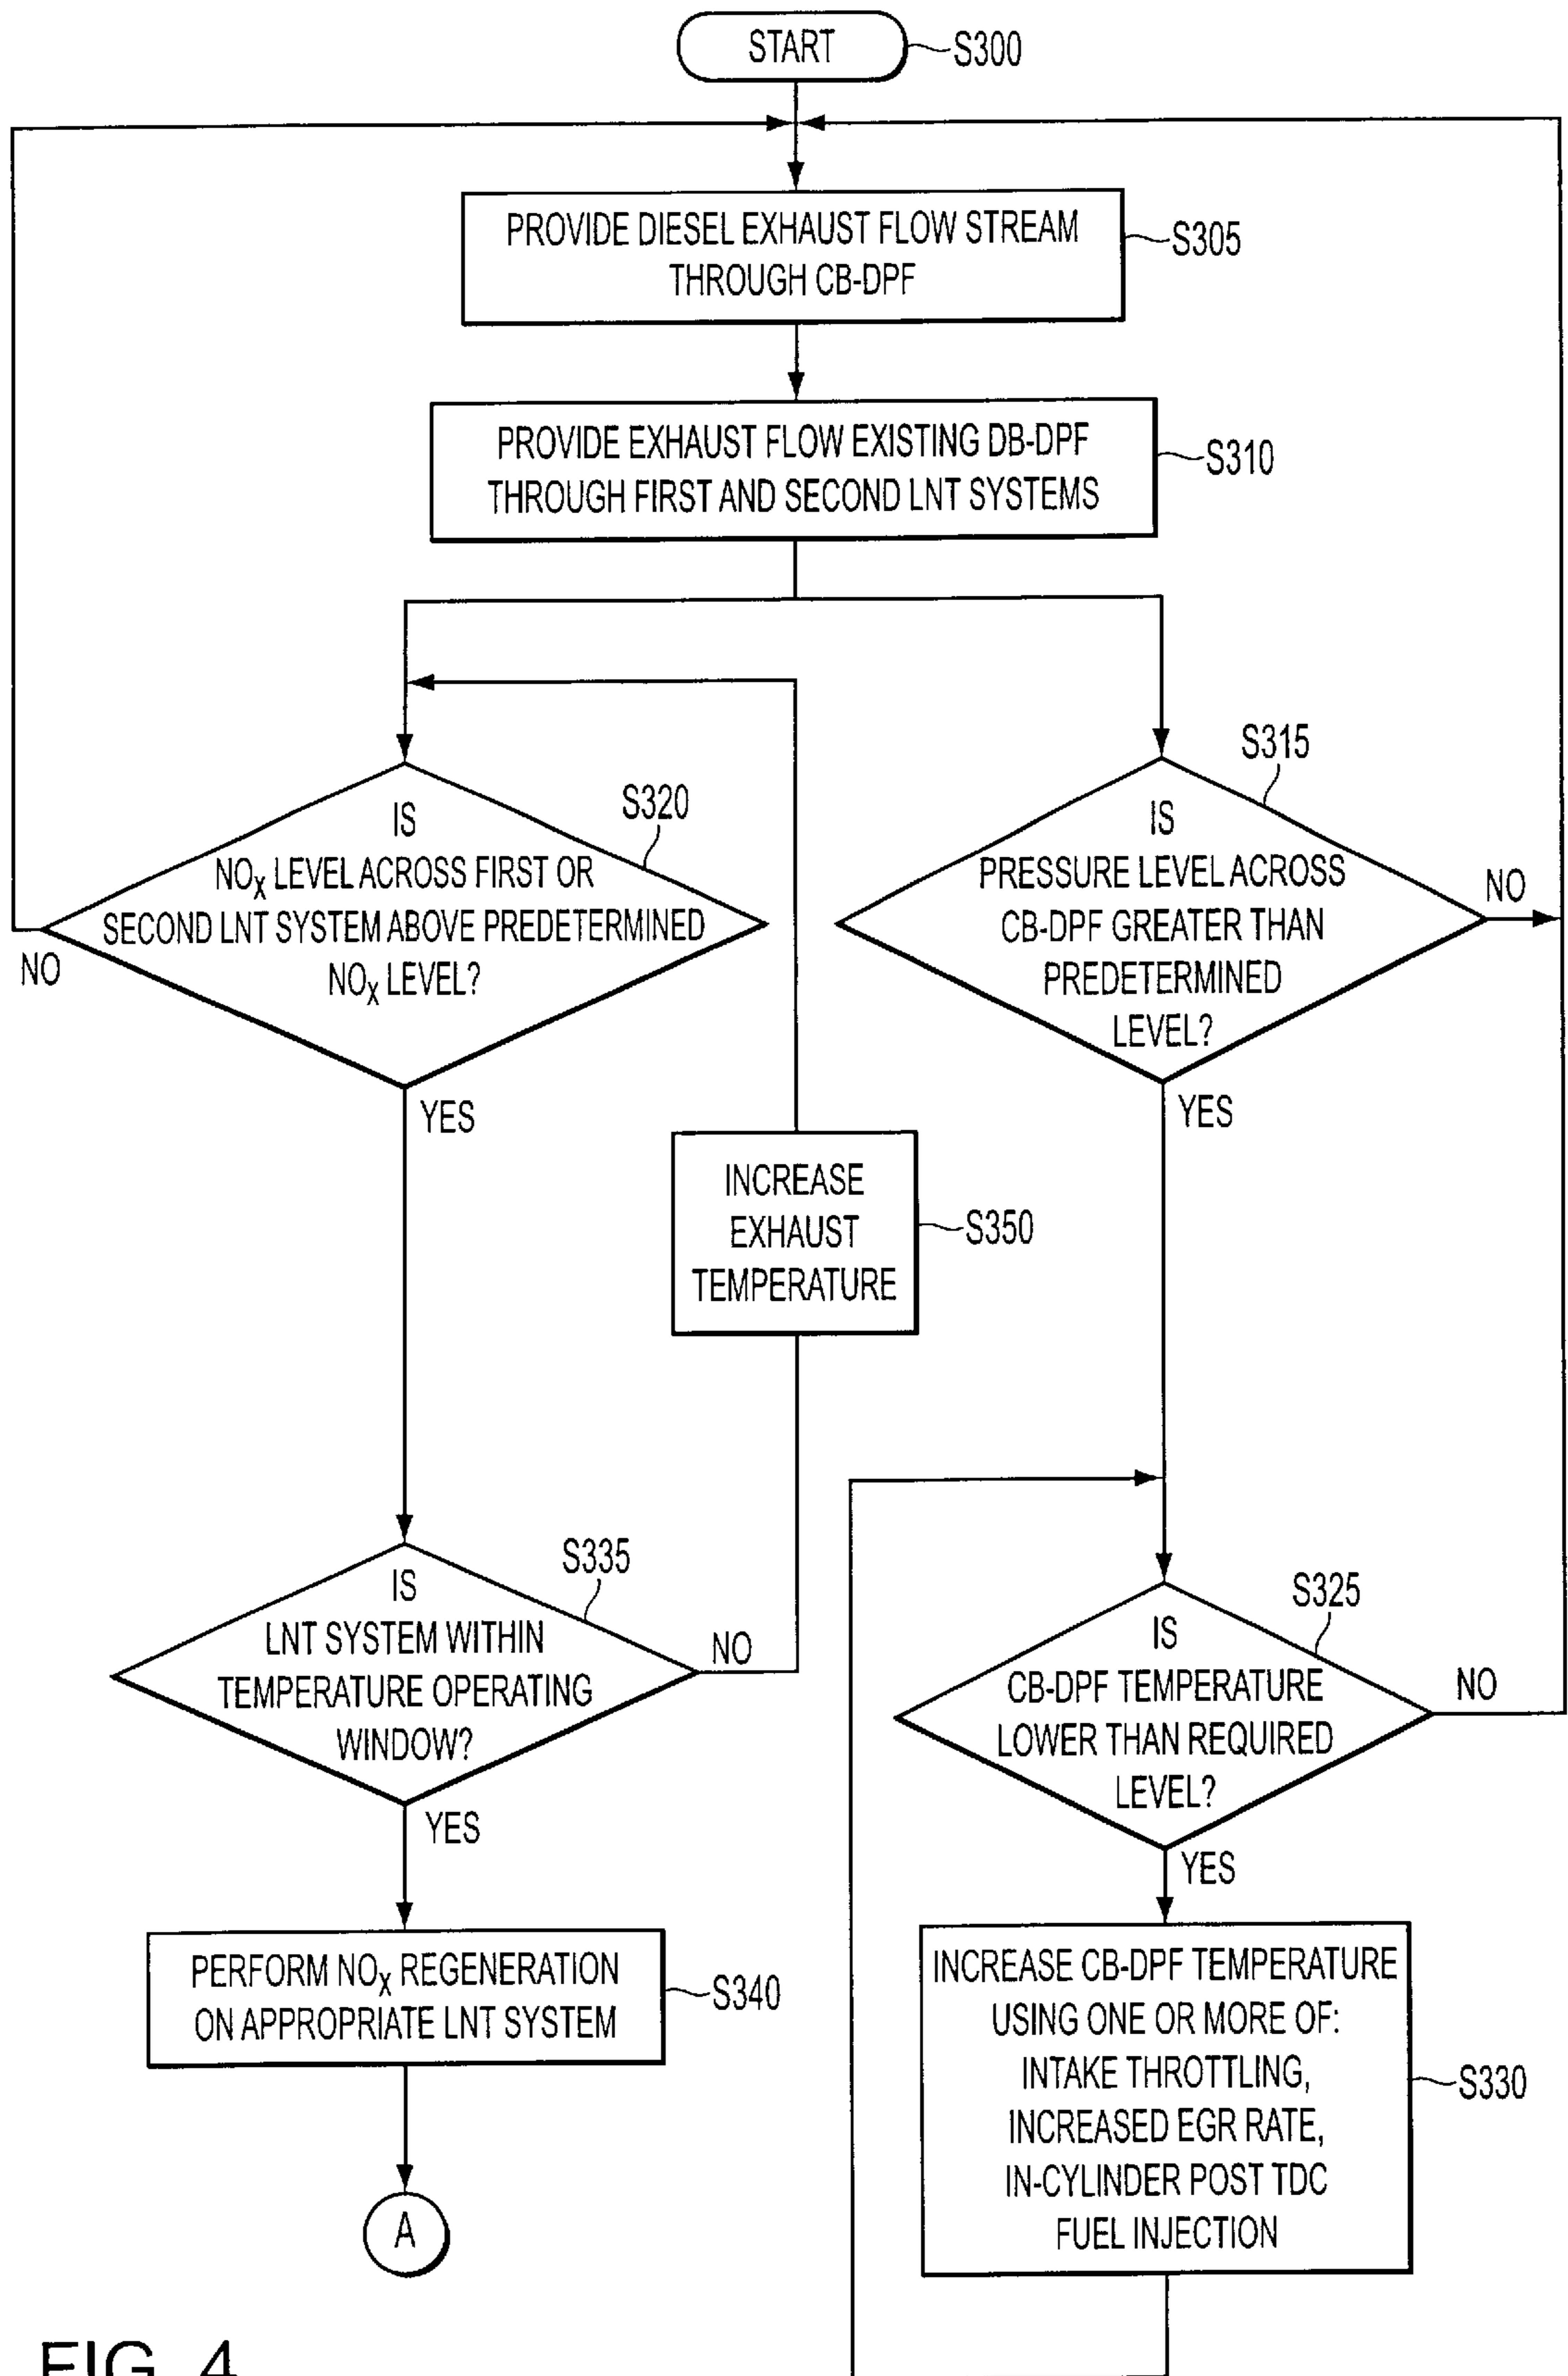 START
S300
PROVIDE DIESEL EXHAUST FLOW STREAM
THROUGH CB-DPF
S305
PROVIDE EXHAUST FLOW EXISTING DB-DPF
THROUGH FIRST AND SECOND LNT SYSTEMS
S310
S320
IS
NOX LEVEL ACROSS FIRST OR
SECOND LNT SYSTEM ABOVE PREDETERMINED
NOX LEVEL?
NO
YES
S315
IS
PRESSURE LEVEL ACROSS
CB-DPF GREATER THAN
PREDETERMINED
LEVEL?
NO
YES
INCREASE
EXHAUST
TEMPERATURE
S350
S335
IS
LNT SYSTEM WITHIN
TEMPERATURE OPERATING
WINDOW?
NO
YES
S325
IS
CB-DPF TEMPERATURE
LOWER THAN REQUIRED
LEVEL?
NO
YES
PERFORM NOX REGENERATION
ON APPROPRIATE LNT SYSTEM
S340
INCREASE CB-DPF TEMPERATURE
USING ONE OR MORE OF:
INTAKE THROTTLING,
INCREASED EGR RATE,
IN-CYLINDER POST TDC
FUEL INJECTION
S330
A
FIG. 4